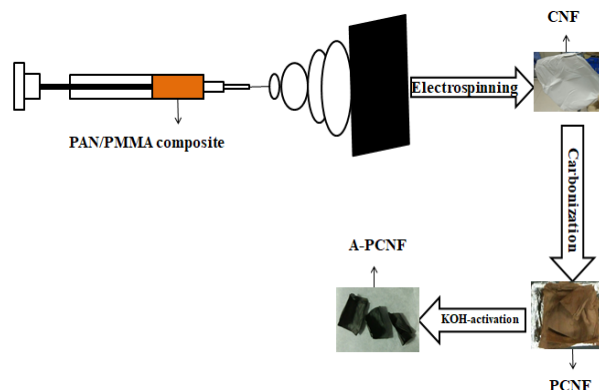 CNF
Electrospinning
PAN/PMMA composite
Carbonization
A-PCNF
KOH-activation
PCNF